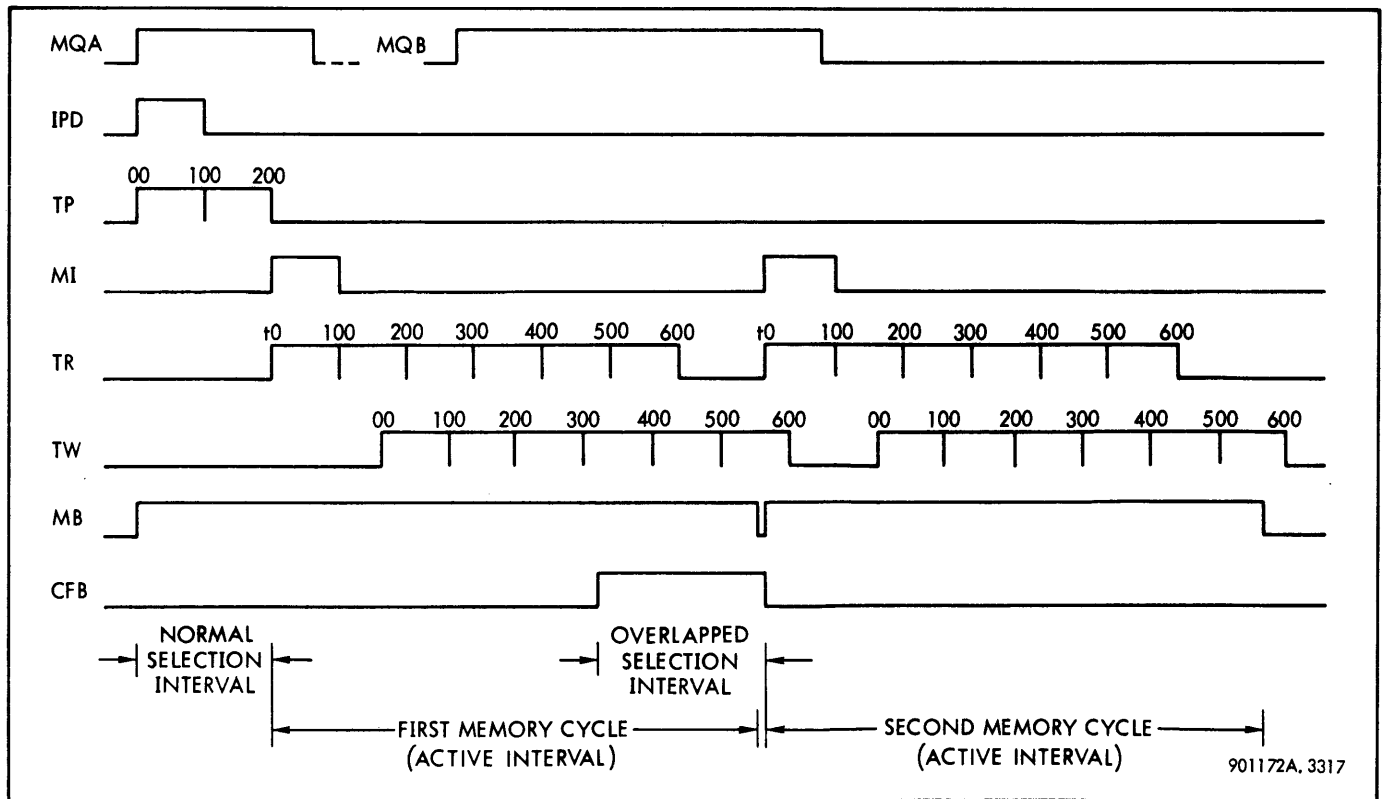 MQA MQB
IPD
00 100 200
TP
MI
t0 100 200 300 400 500 600 t0 100 200 300 400 500 600
TR
00 100 200 300 400 500 600 00 100 200 300 400 500 600
TW
MB
CFB
NORMAL
SELECTION
INTERVAL
OVERLAPPED
SELECTION
INTERVAL
FIRST MEMORY CYCLE
(ACTIVE INTERVAL)
SECOND MEMORY CYCLE
(ACTIVE INTERVAL)
901172A. 3317